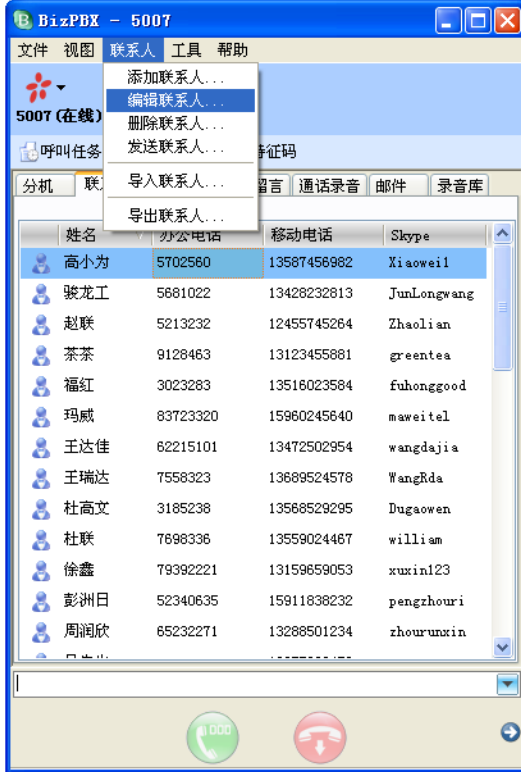 BizPBX - 5007
文件 视图 联系人 工具 帮助
添加联系人...
编辑联系人...
删除联系人...
发送联系人...
导入联系人...
导出联系人...
5007 (在线)
呼叫任务 特征码
分机 联 留言 通话录音 邮件 录音库
姓名 办公电话 移动电话 Skype
高小为 5702560 13587456982 Xiaowei1
骏龙工 5681022 13428232813 JunLongwang
赵联 5213232 12455745264 Zhaolian
茶茶 9128463 13123455881 greentea
福红 3023283 13516023584 fuhonggood
玛威 83723320 15960245640 maweitel
王达佳 62215101 13472502954 wangdajia
王瑞达 7558323 13689524578 WangRda
杜高文 3185238 13568529295 Dugaowen
杜联 7698336 13559024467 william
徐鑫 79392221 13159659053 xuxin123
彭洲日 52340635 15911838232 pengzhouri
周润欣 65232271 13288501234 zhourunxin